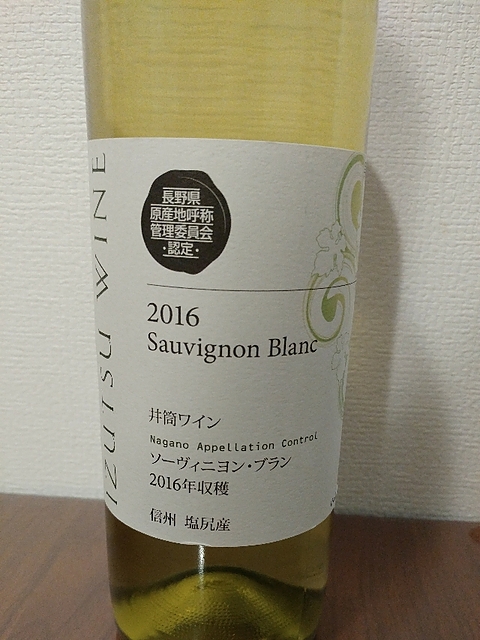 IZUTSU WINE
長野県
原産地呼称
管理委員会
・認定・
2016
Sauvignon Blanc
井筒ワイン
Nagano Appellation Control
ソーヴィニヨン・ブラン
2016年収穫
信州 塩尻産